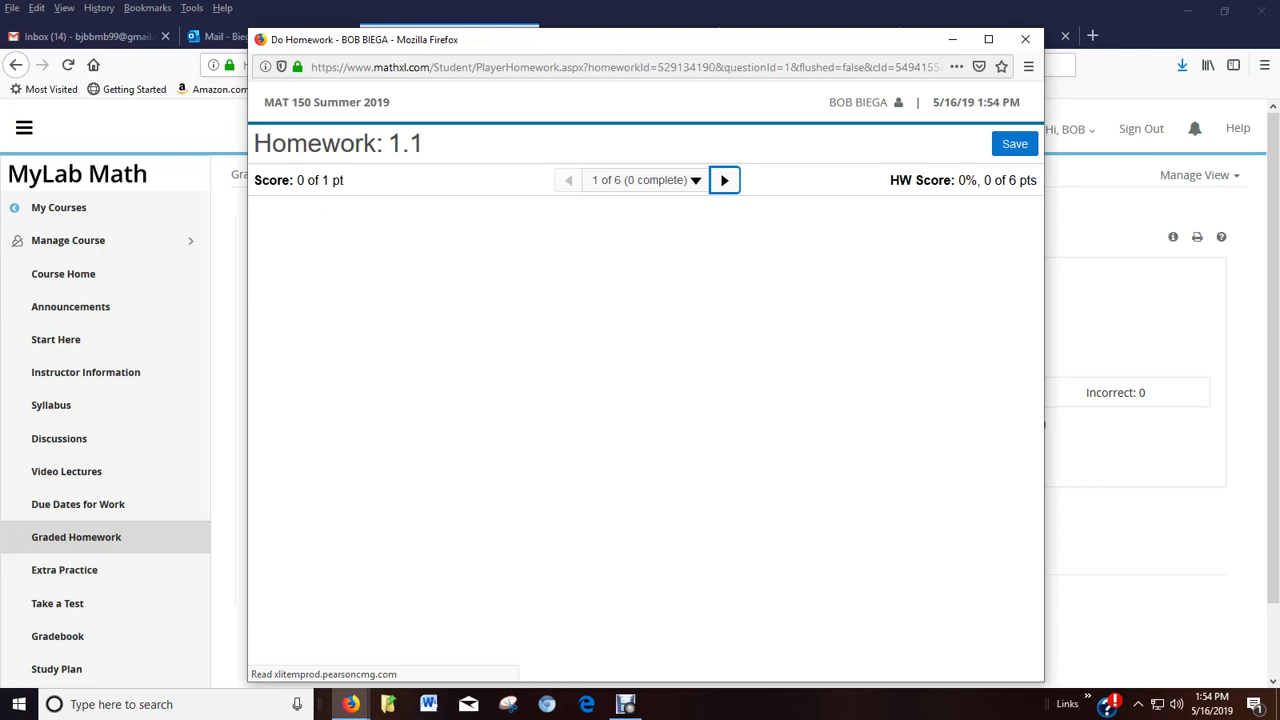 File Edit View History Bookmarks Tools Help
Inbox (14) - bjbbmb99@gmail.
Mail - Bie
Do Homework - BOB BIEGA - Mozilla Firefox
https://www.mathxl.com/Student/PlayerHomework.aspx?homeworkId=529134190&questionId=1&flushed=false&cId=549415
Most Visited
Getting Started
Amazon.com
MAT 150 Summer 2019
BOB BIEGA | 5/16/19 1:54 PM
Hi, BOB
Sign Out
Help
Homework: 1.1
Save
MyLab Math
Score: 0 of 1 pt
1 of 6 (0 complete)
HW Score: 0%, 0 of 6 pts
Gra
Manage View
My Courses
Manage Course
Course Home
Announcements
Start Here
Instructor Information
Incorrect: 0
Syllabus
Discussions
Video Lectures
Due Dates for Work
Graded Homework
Extra Practice
Take a Test
Gradebook
Study Plan
Read xlitemprod.pearsoncmg.com
Type here to search
Links
1:54 PM
5/16/2019